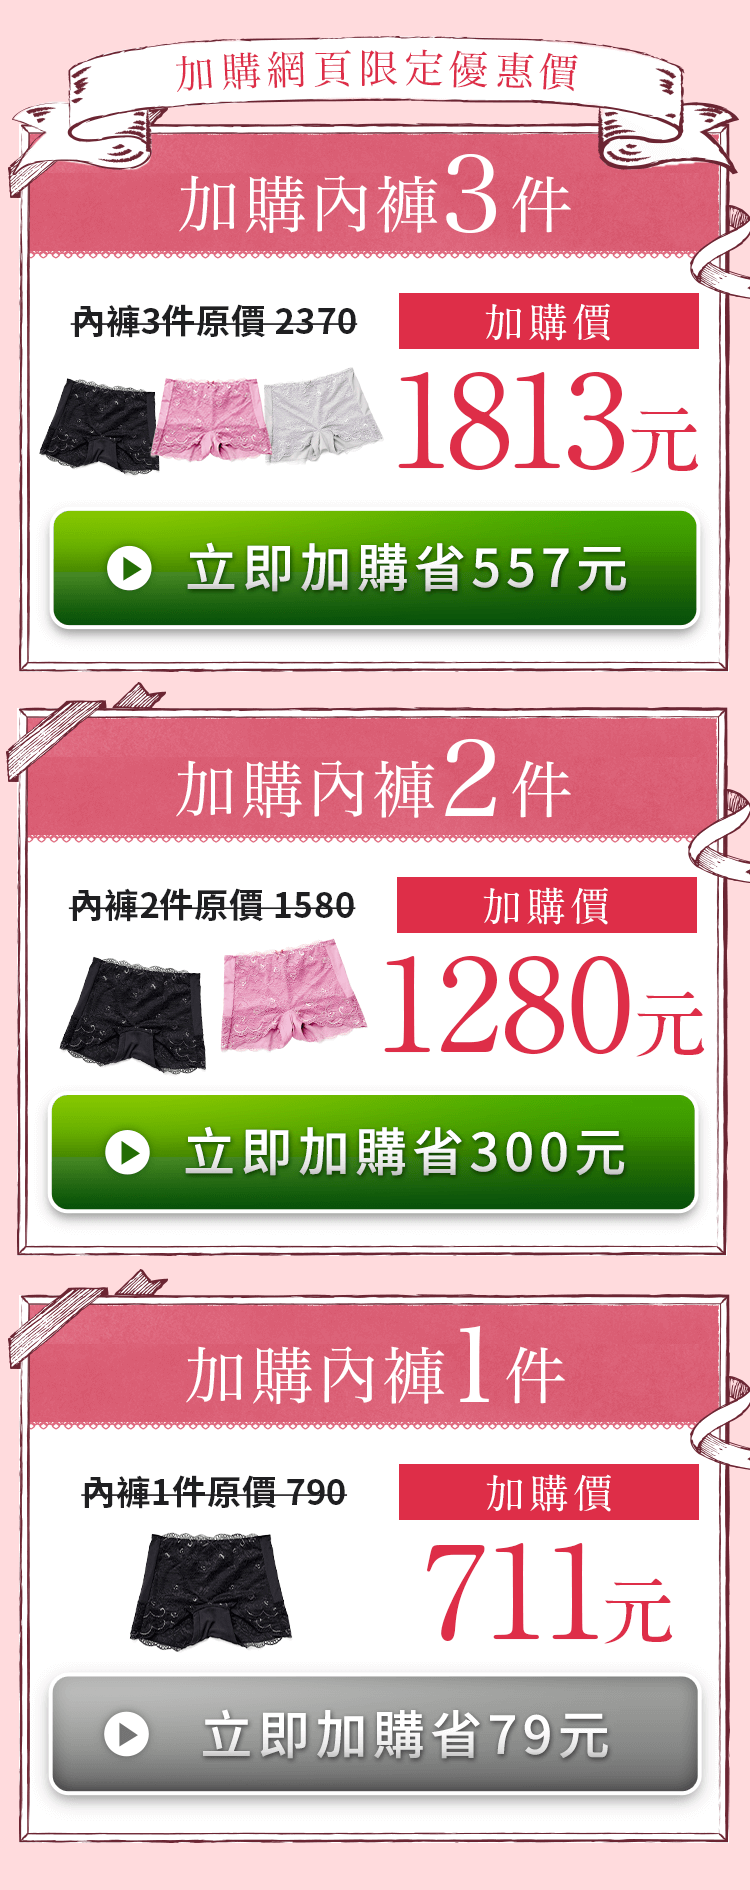 加購網頁限定優惠價
加購內褲3件
內褲3件原價 2370
加購價
1813元
立即加購省557元
加購內褲2件
內褲2件原價 1580
加購價
1280元
立即加購省300元
加購內褲1件
內褲1件原價 790
加購價
711元
立即加購省79元